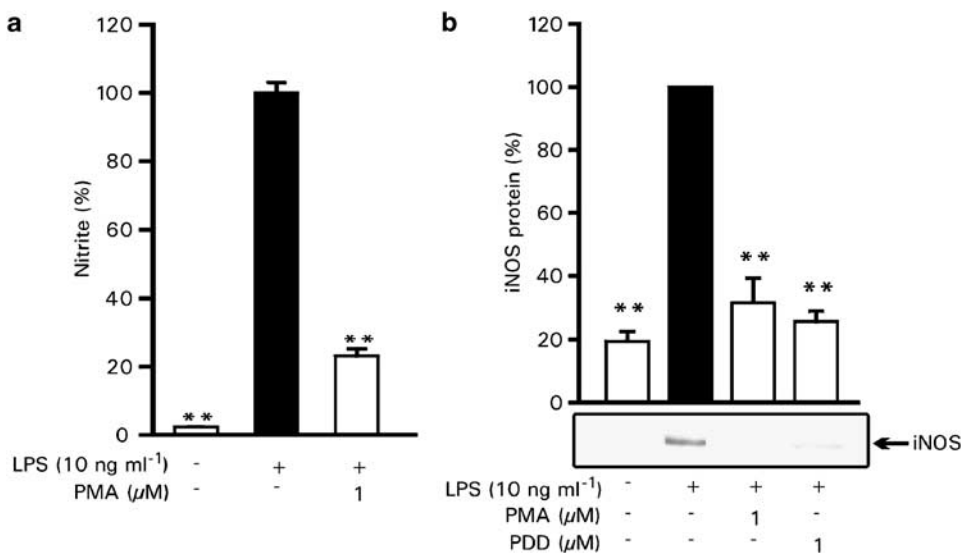 a
120
100
80
60
40
20
0
Nitrite (%)
**
**
LPS (10 ng ml⁻¹) - + +
PMA (μM) - - 1
b
120
100
80
60
40
20
0
iNOS protein (%)
**
**
**
iNOS
LPS (10 ng ml⁻¹) - + + +
PMA (μM) - - 1 -
PDD (μM) - - - 1